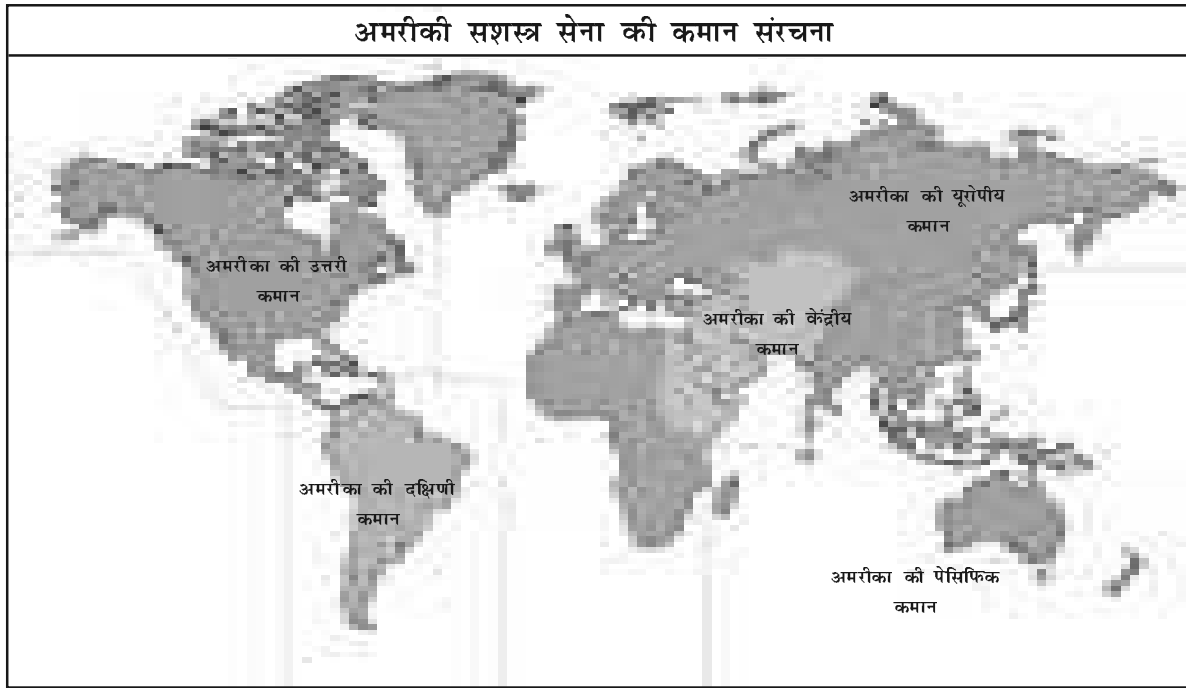 अमरीकी सशस्त्र सेना की कमान संरचना
अमरीका की यूरोपीय
कमान
अमरीका की उत्तरी
कमान
अमरीका की केंद्रीय
कमान
अमरीका की दक्षिणी
कमान
अमरीका की पेसिफिक
कमान